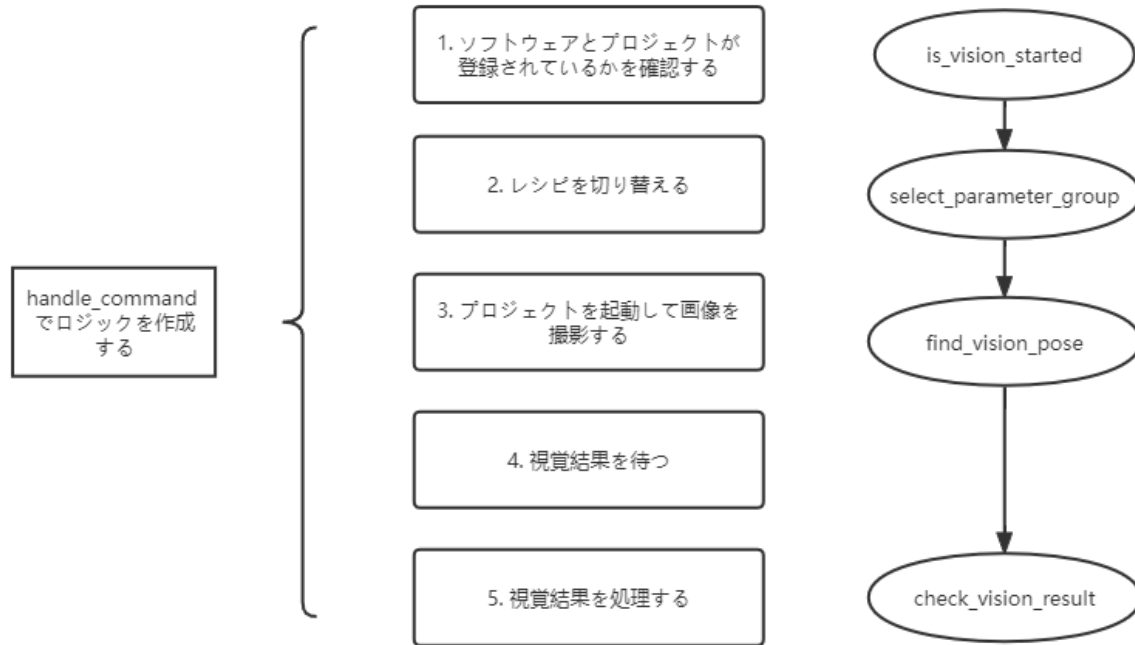 1. ソフトウェアとプロジェクトが
登録されているかを確認する
is_vision_started
2. レシピを切り替える
select_parameter_group
handle_command
でロジックを作成
する
3. プロジェクトを起動して画像を
撮影する
find_vision_pose
4. 視覚結果を待つ
5. 視覚結果を処理する
check_vision_result